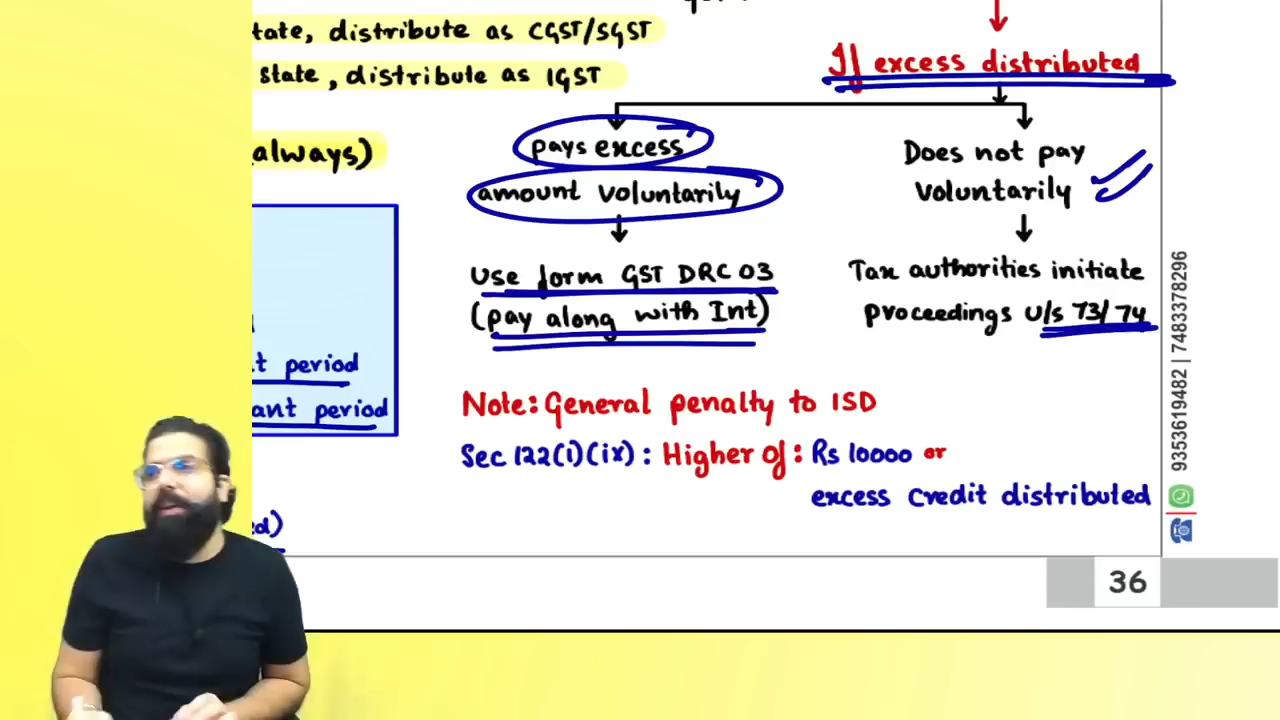 tate, distribute as CGST/SGST
state, distribute as IGST
always)
t period
ant period
If excess distributed
pays excess
amount voluntarily
Use form GST DRC 03
(pay along with Int)
Does not pay
Voluntarily
Tax authorities initiate
proceedings u/s 73/74
Note: General penalty to ISD
Sec 122(1)(ix): Higher Of: Rs 10000 or
excess credit distributed
9353619482 | 7483378296
36